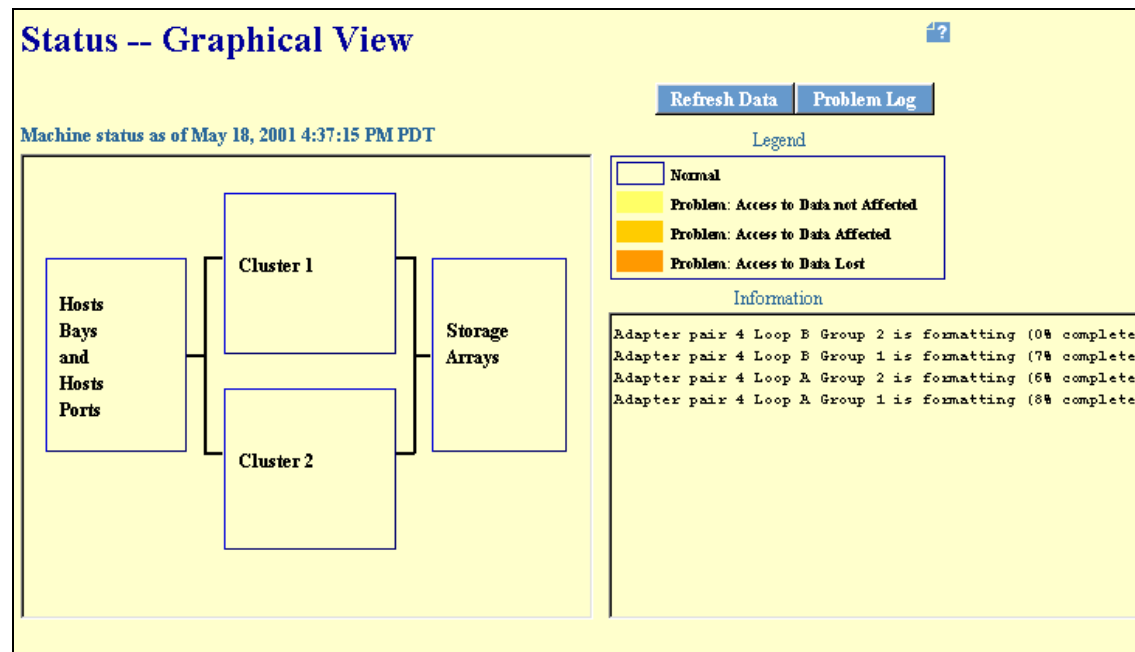 Status -- Graphical View
?
Refresh Data
Problem Log
Machine status as of May 18, 2001 4:37:15 PM PDT
Hosts
Bays
and
Hosts
Ports
Cluster 1
Cluster 2
Storage
Arrays
Legend
Normal
Problem: Access to Data not Affected
Problem: Access to Data Affected
Problem: Access to Data Lost
Information
Adapter pair 4 Loop B Group 2 is formatting (0% complete
Adapter pair 4 Loop B Group 1 is formatting (7% complete
Adapter pair 4 Loop A Group 2 is formatting (6% complete
Adapter pair 4 Loop A Group 1 is formatting (8% complete